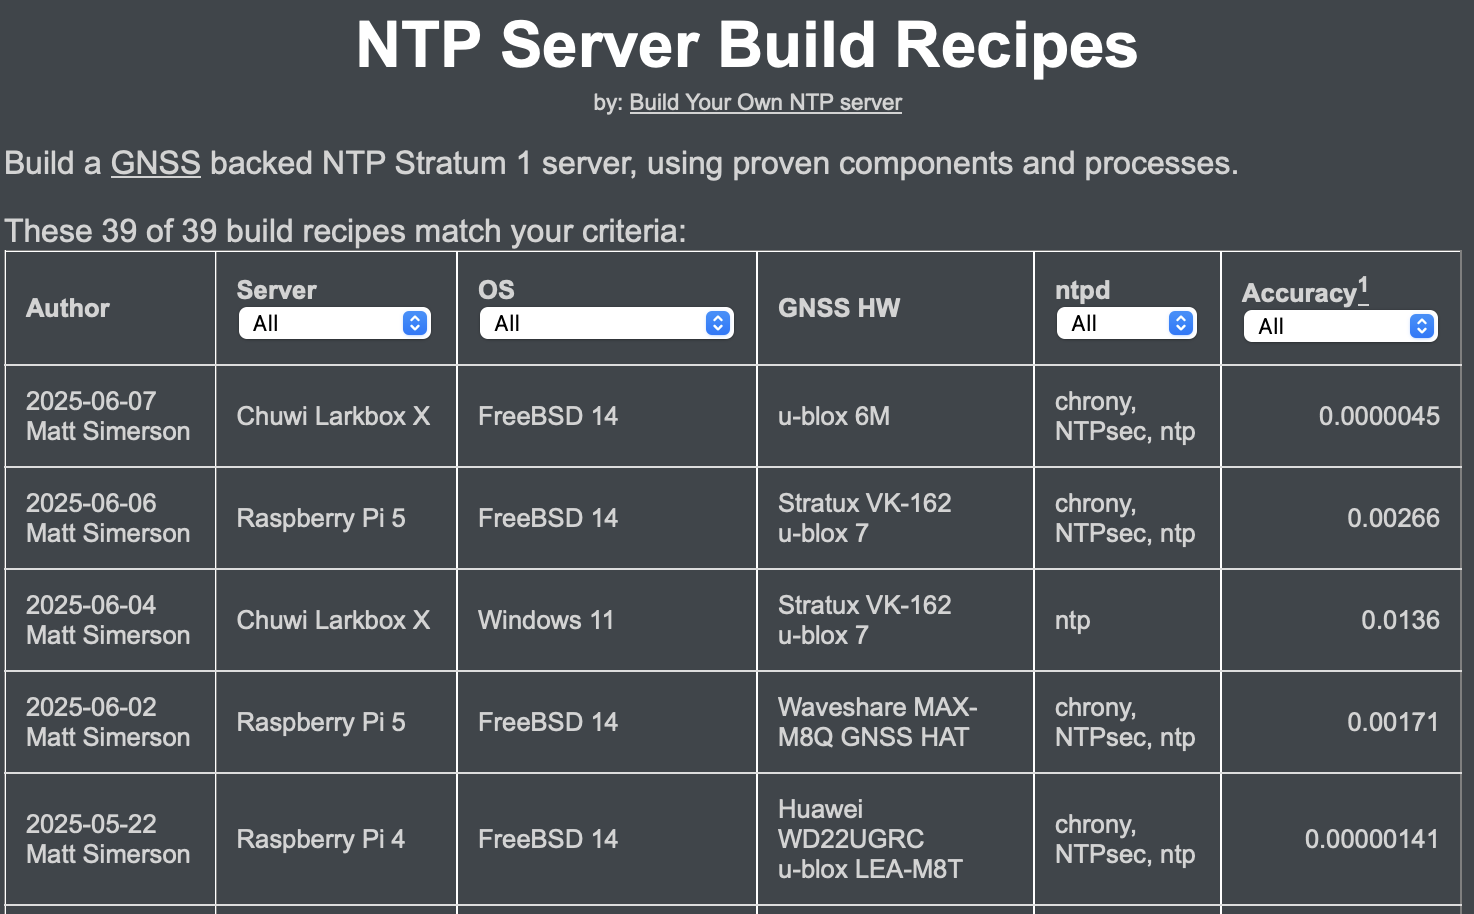 NTP Server Build Recipes
by: Build Your Own NTP server
Build a GNSS backed NTP Stratum 1 server, using proven components and processes.
These 39 of 39 build recipes match your criteria:
Author
Server
All
OS
All
GNSS HW
ntpd
All
Accuracy1
All
2025-06-07
Matt Simerson
Chuwi Larkbox X
FreeBSD 14
u-blox 6M
chrony,
NTPsec, ntp
0.0000045
2025-06-06
Matt Simerson
Raspberry Pi 5
FreeBSD 14
Stratux VK-162
u-blox 7
chrony,
NTPsec, ntp
0.00266
2025-06-04
Matt Simerson
Chuwi Larkbox X
Windows 11
Stratux VK-162
u-blox 7
ntp
0.0136
2025-06-02
Matt Simerson
Raspberry Pi 5
FreeBSD 14
Waveshare MAX-
M8Q GNSS HAT
chrony,
NTPsec, ntp
0.00171
2025-05-22
Matt Simerson
Raspberry Pi 4
FreeBSD 14
Huawei
WD22UGRC
u-blox LEA-M8T
chrony,
NTPsec, ntp
0.00000141